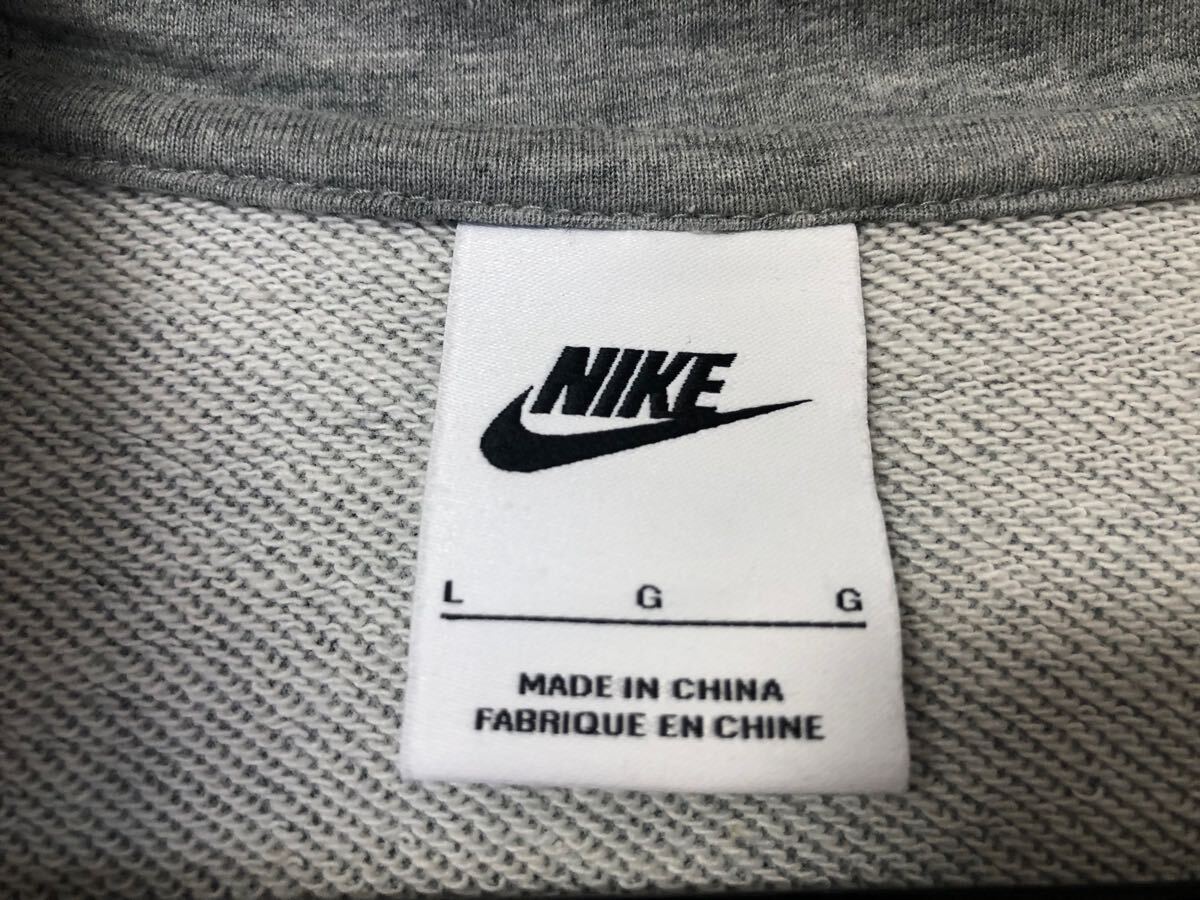 NIKE
L G G
MADE IN CHINA
FABRIQUE EN CHINE